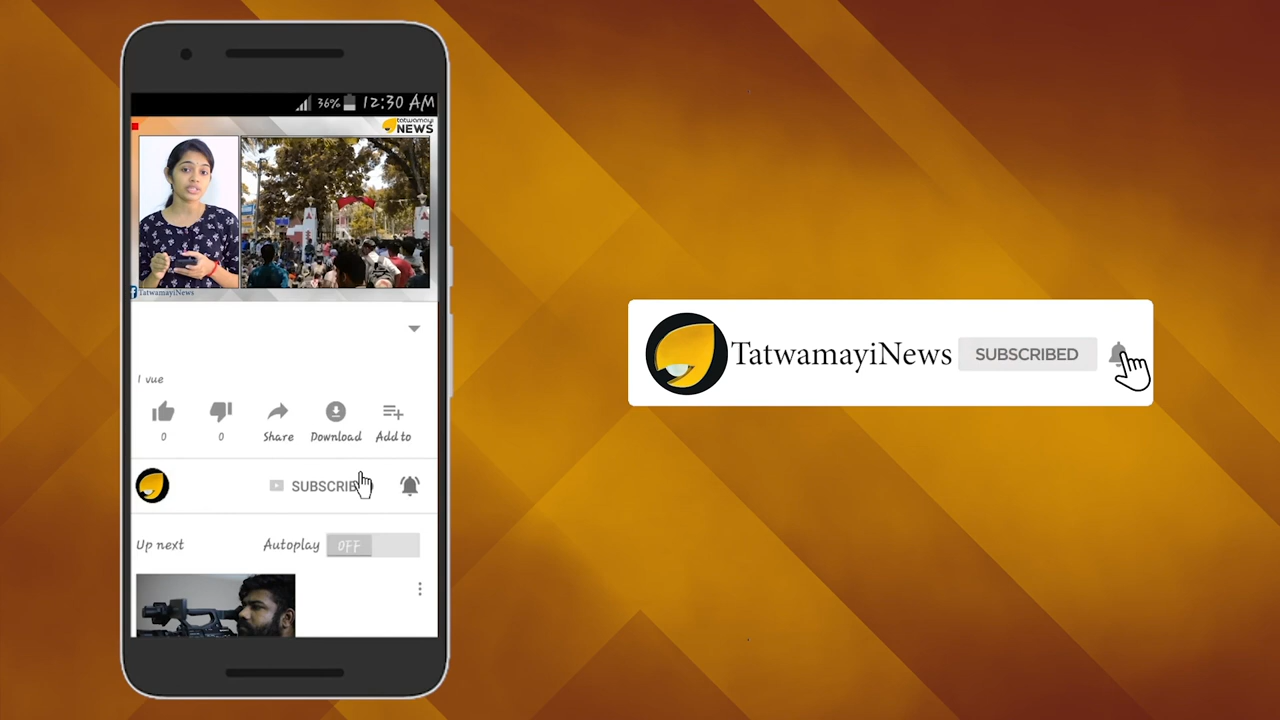 36% 12:30 AM
tatwamayi
NEWS
TatwamayiNews
1 vue
0 0 Share Download Add to
SUBSCRIB
Up next Autoplay OFF
TatwamayiNews SUBSCRIBED